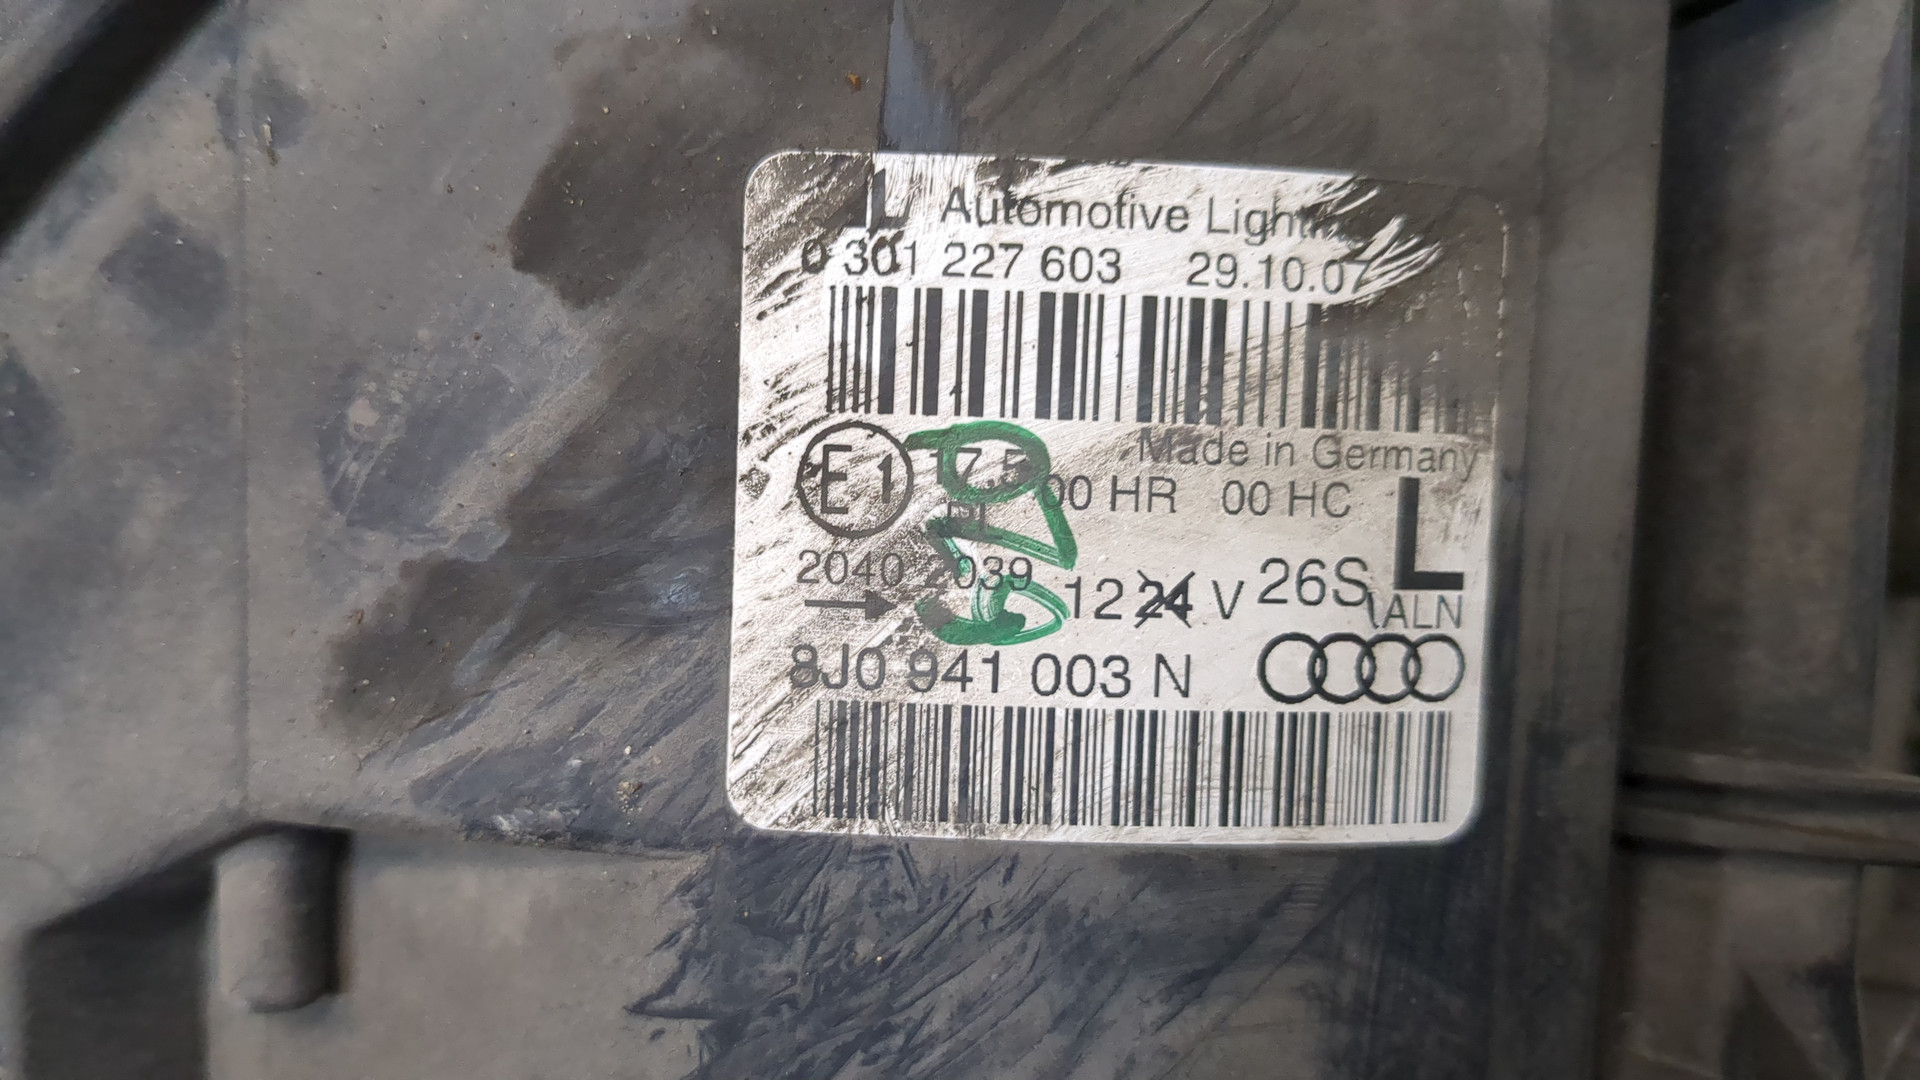 Automotive
0 301 227 603 29.10.07
E1 Made in Germany
00 HR 00 HC L
2040 2039
12 24 V 26S ALN
8J0 941 003 N